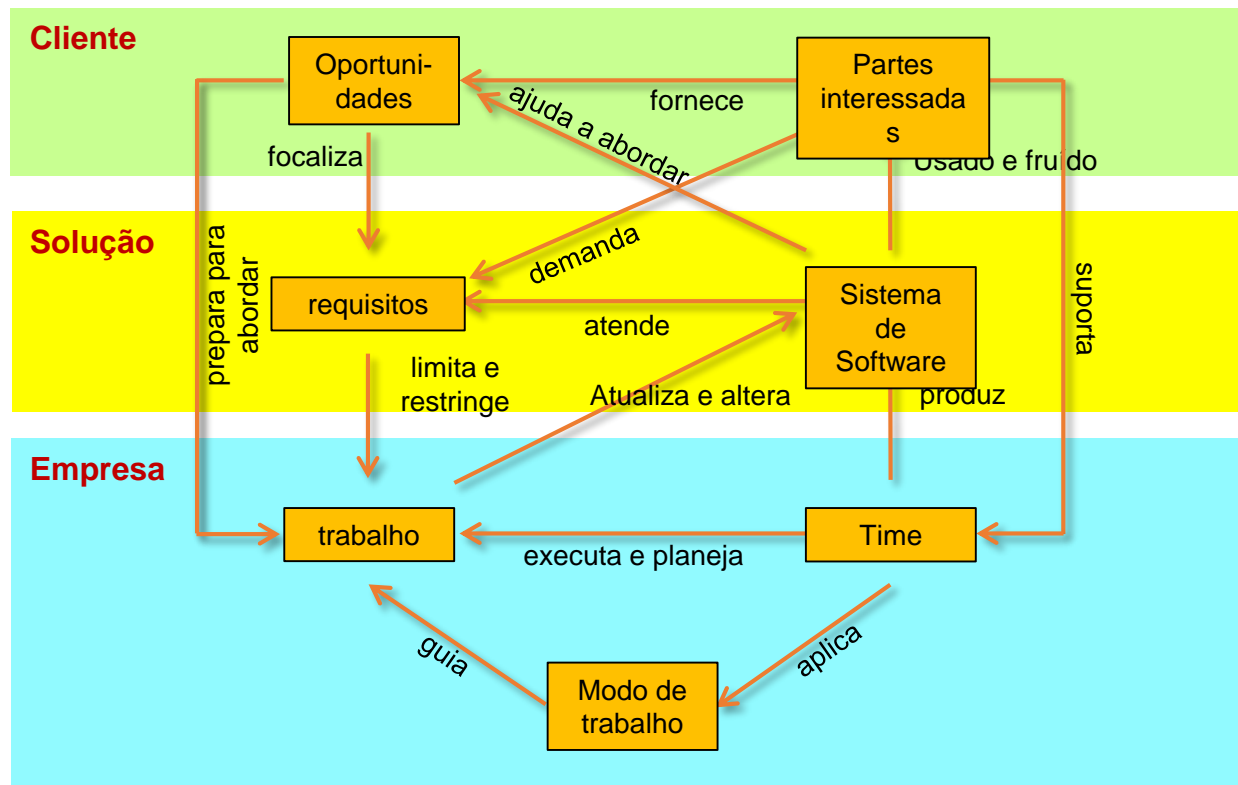 Cliente
Oportuni-
dades
Partes
interessada
s
fornece
ajuda a abordar
focaliza
Usado e fruído
Solução
prepara para
abordar
demanda
suporta
requisitos
Sistema
de
Software
atende
limita e
restringe
Atualiza e altera
produz
Empresa
trabalho
Time
executa e planeja
guia
aplica
Modo de
trabalho